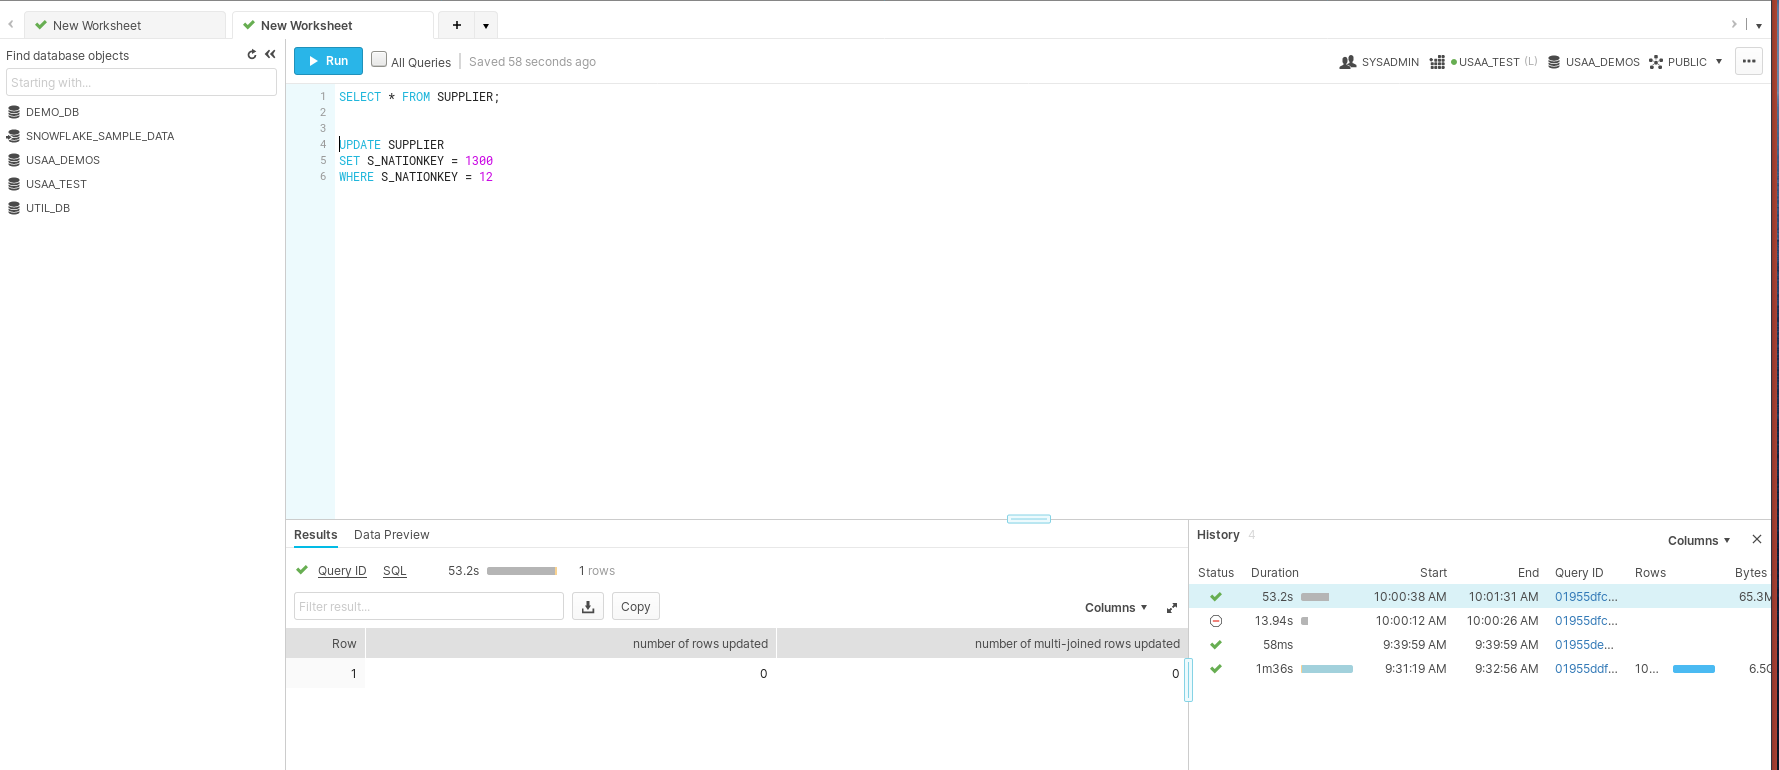 New Worksheet
New Worksheet
+
Find database objects
Starting with...
DEMO_DB
SNOWFLAKE_SAMPLE_DATA
USAA_DEMOS
USAA_TEST
UTIL_DB
Run All Queries Saved 58 seconds ago SYSADMIN USAA_TEST (L) USAA_DEMOS PUBLIC
1 SELECT * FROM SUPPLIER;
2
3
4 UPDATE SUPPLIER
5 SET S_NATIONKEY = 1300
6 WHERE S_NATIONKEY = 12
Results Data Preview
Query ID SQL 53.2s 1 rows
Filter result... Copy Columns
Row number of rows updated number of multi-joined rows updated
1 0 0
History 4
Columns
Status Duration Start End Query ID Rows Bytes
53.2s 10:00:38 AM 10:01:31 AM 01955dfc... 65.3M
13.94s 10:00:12 AM 10:00:26 AM 01955dfc...
58ms 9:39:59 AM 9:39:59 AM 01955de...
1m36s 9:31:19 AM 9:32:56 AM 01955ddf... 10... 6.5G